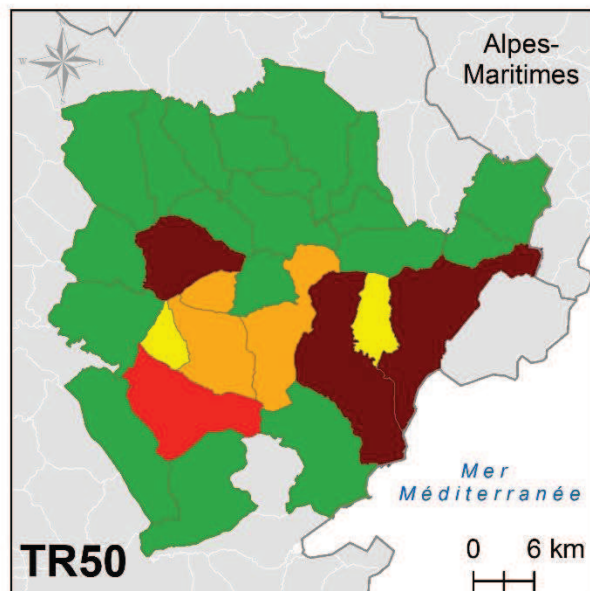 Alpes-
Maritimes
N
W
E
S
Mer
Méditerranée
TR50
0 6 km